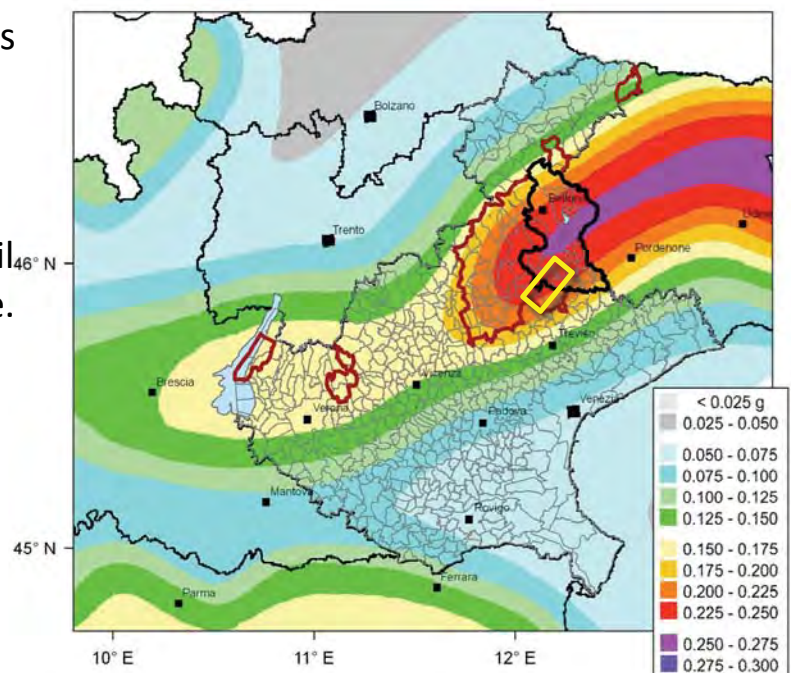 s
Bolzano
Trento
46° N
il
e.
Pordenone
Treviso
Brescia
Vicenza
Verona
Padova
Venezia
Mantova
Rovigo
45° N
Ferrara
Parma
10° E
11° E
12° E
< 0.025 g
0.025 - 0.050
0.050 - 0.075
0.075 - 0.100
0.100 - 0.125
0.125 - 0.150
0.150 - 0.175
0.175 - 0.200
0.200 - 0.225
0.225 - 0.250
0.250 - 0.275
0.275 - 0.300